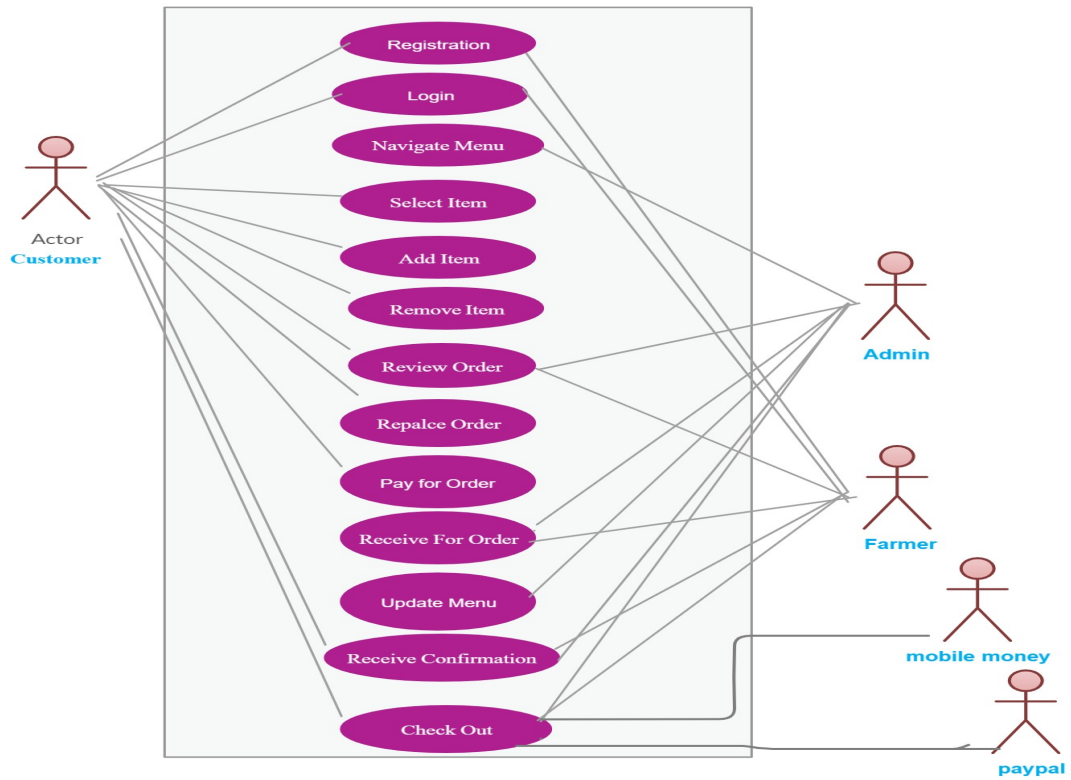 Registration
Login
Navigate Menu
Select Item
Add Item
Remove Item
Review Order
Repalce Order
Pay for Order
Receive For Order
Update Menu
Receive Confirmation
Check Out
Actor
Customer
Admin
Farmer
mobile money
paypal